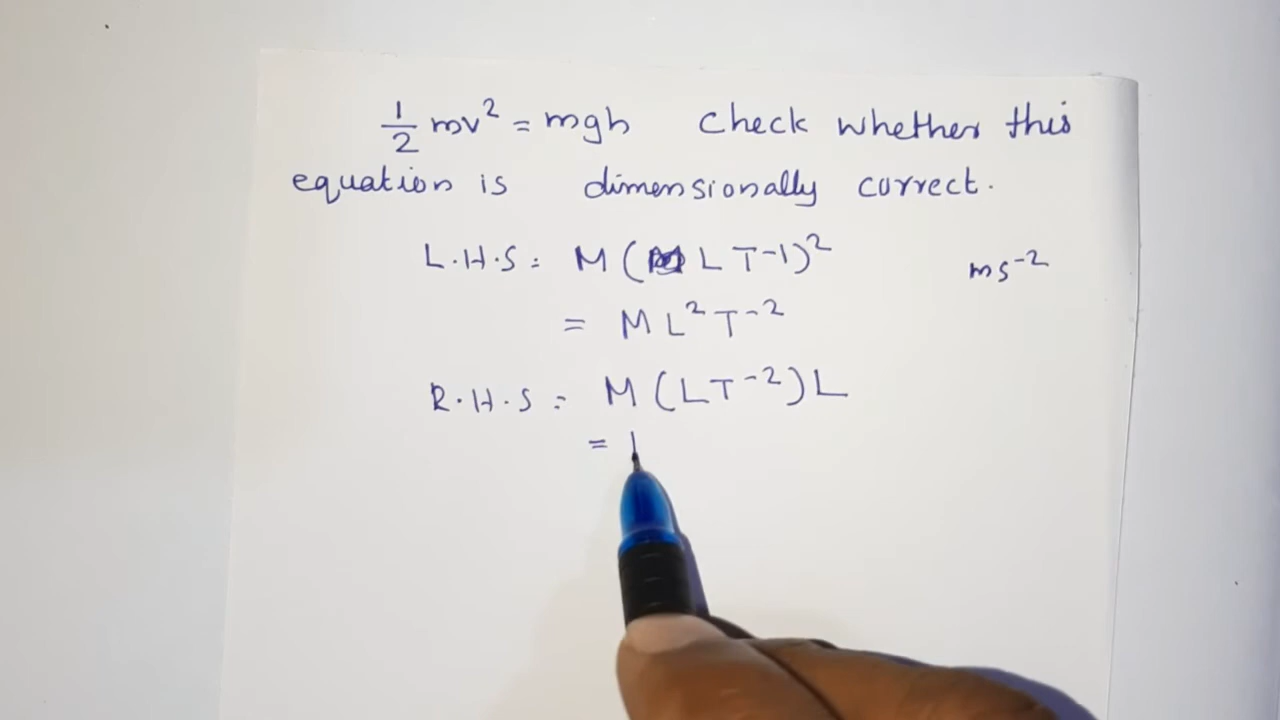 1/2 mv² = mgh check whether this
equation is dimensionally correct.
L.H.S = M (LT-1)²
ms⁻²
= ML²T⁻²
R.H.S = M (LT⁻²)L
=